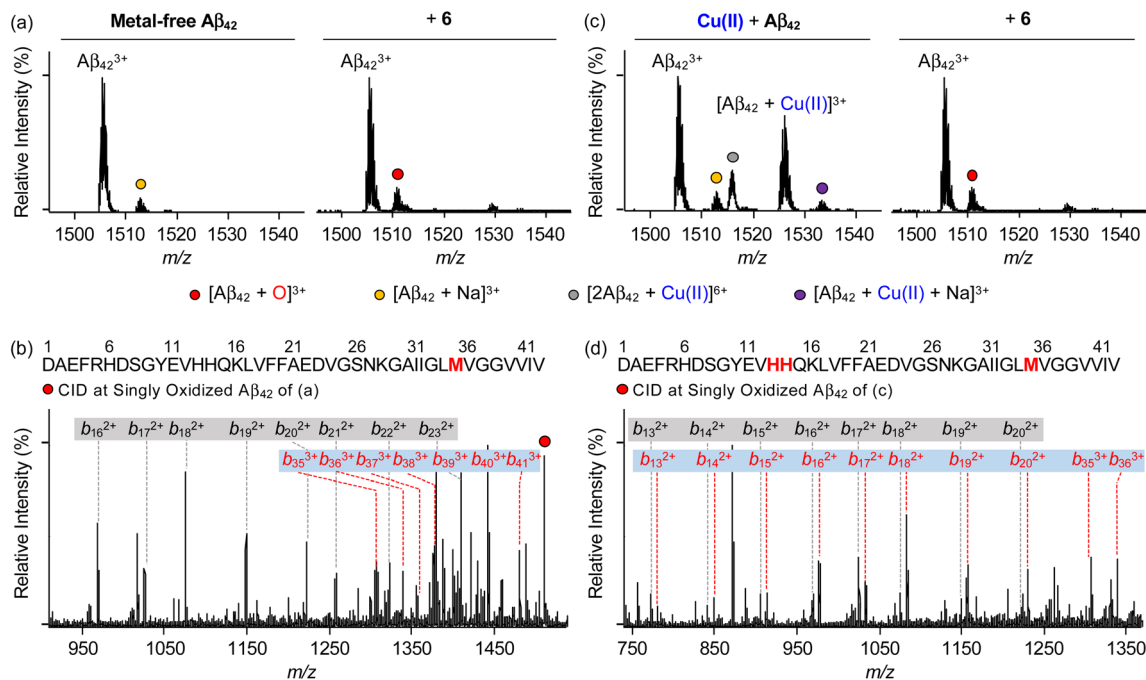 (a) Metal-free Aβ₄₂ + 6
Relative Intensity (%)
Aβ₄₂³⁺
Aβ₄₂³⁺
1500 1510 1520 1530 1540
1500 1510 1520 1530 1540
m/z
(c) Cu(II) + Aβ₄₂ + 6
Relative Intensity (%)
Aβ₄₂³⁺
[Aβ₄₂ + Cu(II)]³⁺
Aβ₄₂³⁺
1500 1510 1520 1530 1540
1500 1510 1520 1530 1540
m/z
[Aβ₄₂ + O]³⁺ [Aβ₄₂ + Na]³⁺ [2Aβ₄₂ + Cu(II)]⁶⁺ [Aβ₄₂ + Cu(II) + Na]³⁺
(b) 1 6 11 16 21 26 31 36 41
DAEFRHDSGYEVHHQKLVFFAEDVGSNKGAIIGLMVGGVVIV
CID at Singly Oxidized Aβ₄₂ of (a)
Relative Intensity (%)
b₁₆²⁺ b₁₇²⁺ b₁₈²⁺ b₁₉²⁺ b₂₀²⁺ b₂₁²⁺ b₂₂²⁺ b₂₃²⁺
b₃₅³⁺ b₃₆³⁺ b₃₇³⁺ b₃₈³⁺ b₃₉³⁺ b₄₀³⁺ b₄₁³⁺
950 1050 1150 1250 1350 1450
m/z
(d) 1 6 11 16 21 26 31 36 41
DAEFRHDSGYEVHHQKLVFFAEDVGSNKGAIIGLMVGGVVIV
CID at Singly Oxidized Aβ₄₂ of (c)
Relative Intensity (%)
b₁₃²⁺ b₁₄²⁺ b₁₅²⁺ b₁₆²⁺ b₁₇²⁺ b₁₈²⁺ b₁₉²⁺ b₂₀²⁺
b₁₃²⁺ b₁₄²⁺ b₁₅²⁺ b₁₆²⁺ b₁₇²⁺ b₁₈²⁺ b₁₉²⁺ b₂₀²⁺ b₃₅³⁺ b₃₆³⁺
750 850 950 1050 1150 1250 1350
m/z